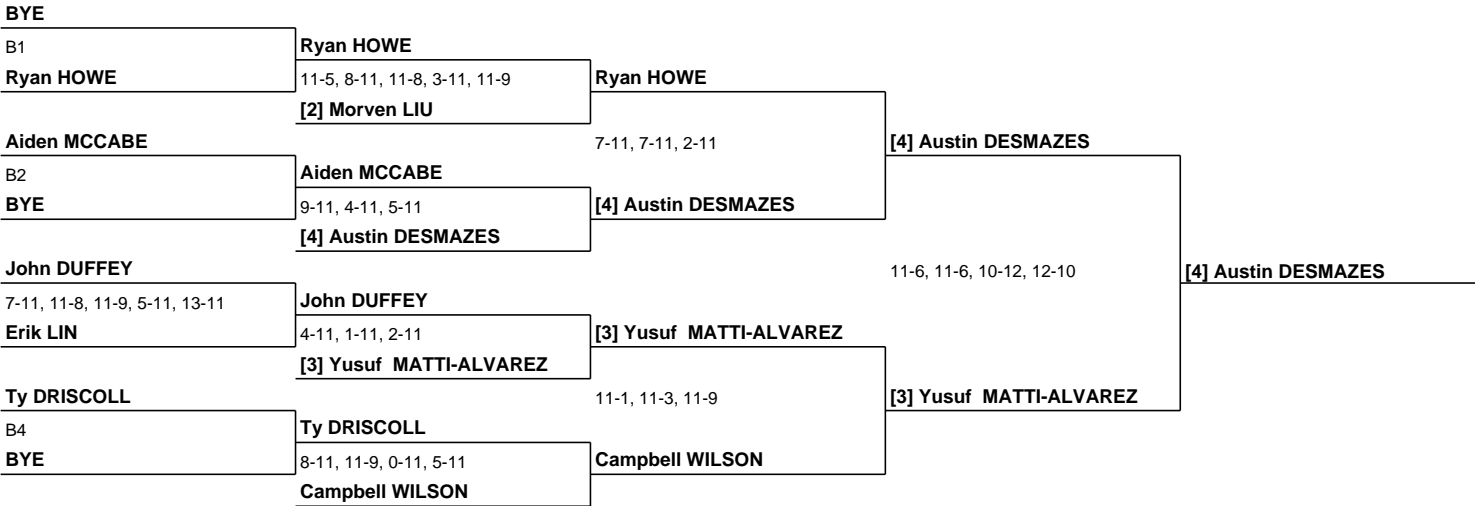 BYE
B1
Ryan HOWE
Ryan HOWE
11-5, 8-11, 11-8, 3-11, 11-9
Ryan HOWE
[2] Morven LIU
Aiden MCCABE
7-11, 7-11, 2-11
[4] Austin DESMAZES
B2
Aiden MCCABE
BYE
9-11, 4-11, 5-11
[4] Austin DESMAZES
[4] Austin DESMAZES
John DUFFEY
11-6, 11-6, 10-12, 12-10
[4] Austin DESMAZES
7-11, 11-8, 11-9, 5-11, 13-11
John DUFFEY
Erik LIN
4-11, 1-11, 2-11
[3] Yusuf  MATTI-ALVAREZ
[3] Yusuf  MATTI-ALVAREZ
Ty DRISCOLL
11-1, 11-3, 11-9
[3] Yusuf  MATTI-ALVAREZ
B4
Ty DRISCOLL
BYE
8-11, 11-9, 0-11, 5-11
Campbell WILSON
Campbell WILSON